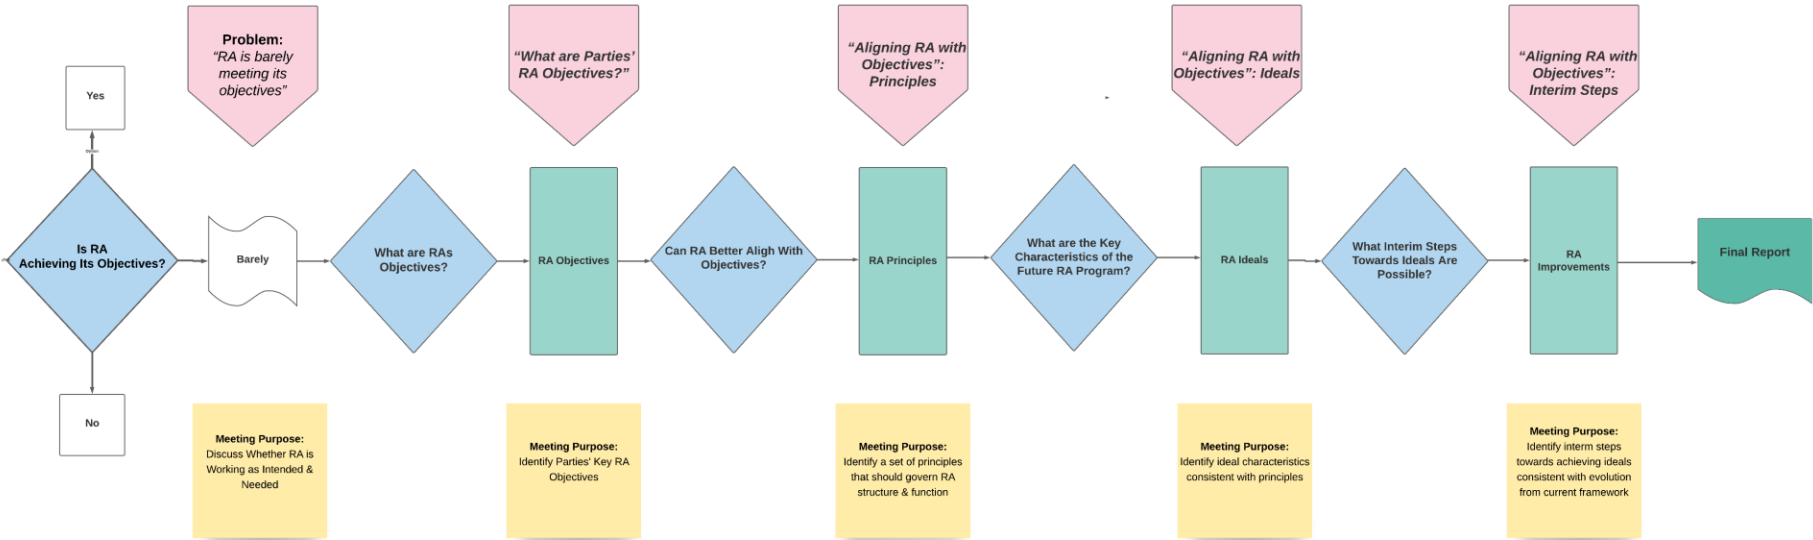 Problem:
"RA is barely
meeting its
objectives"
"What are Parties'
RA Objectives?"
"Aligning RA with
Objectives":
Principles
"Aligning RA with
Objectives": Ideals
"Aligning RA with
Objectives":
Interim Steps
Yes
Is RA
Achieving Its Objectives?
Barely
What are RAs
Objectives?
RA Objectives
Can RA Better Aligh With
Objectives?
RA Principles
What are the Key
Characteristics of the
Future RA Program?
RA Ideals
What Interim Steps
Towards Ideals Are
Possible?
RA
Improvements
Final Report
No
Meeting Purpose:
Discuss Whether RA is
Working as Intended &
Needed
Meeting Purpose:
Identify Parties' Key RA
Objectives
Meeting Purpose:
Identify a set of principles
that should govern RA
structure & function
Meeting Purpose:
Identify ideal characteristics
consistent with principles
Meeting Purpose:
Identify interm steps
towards achieving ideals
consistent with evolution
from current framework